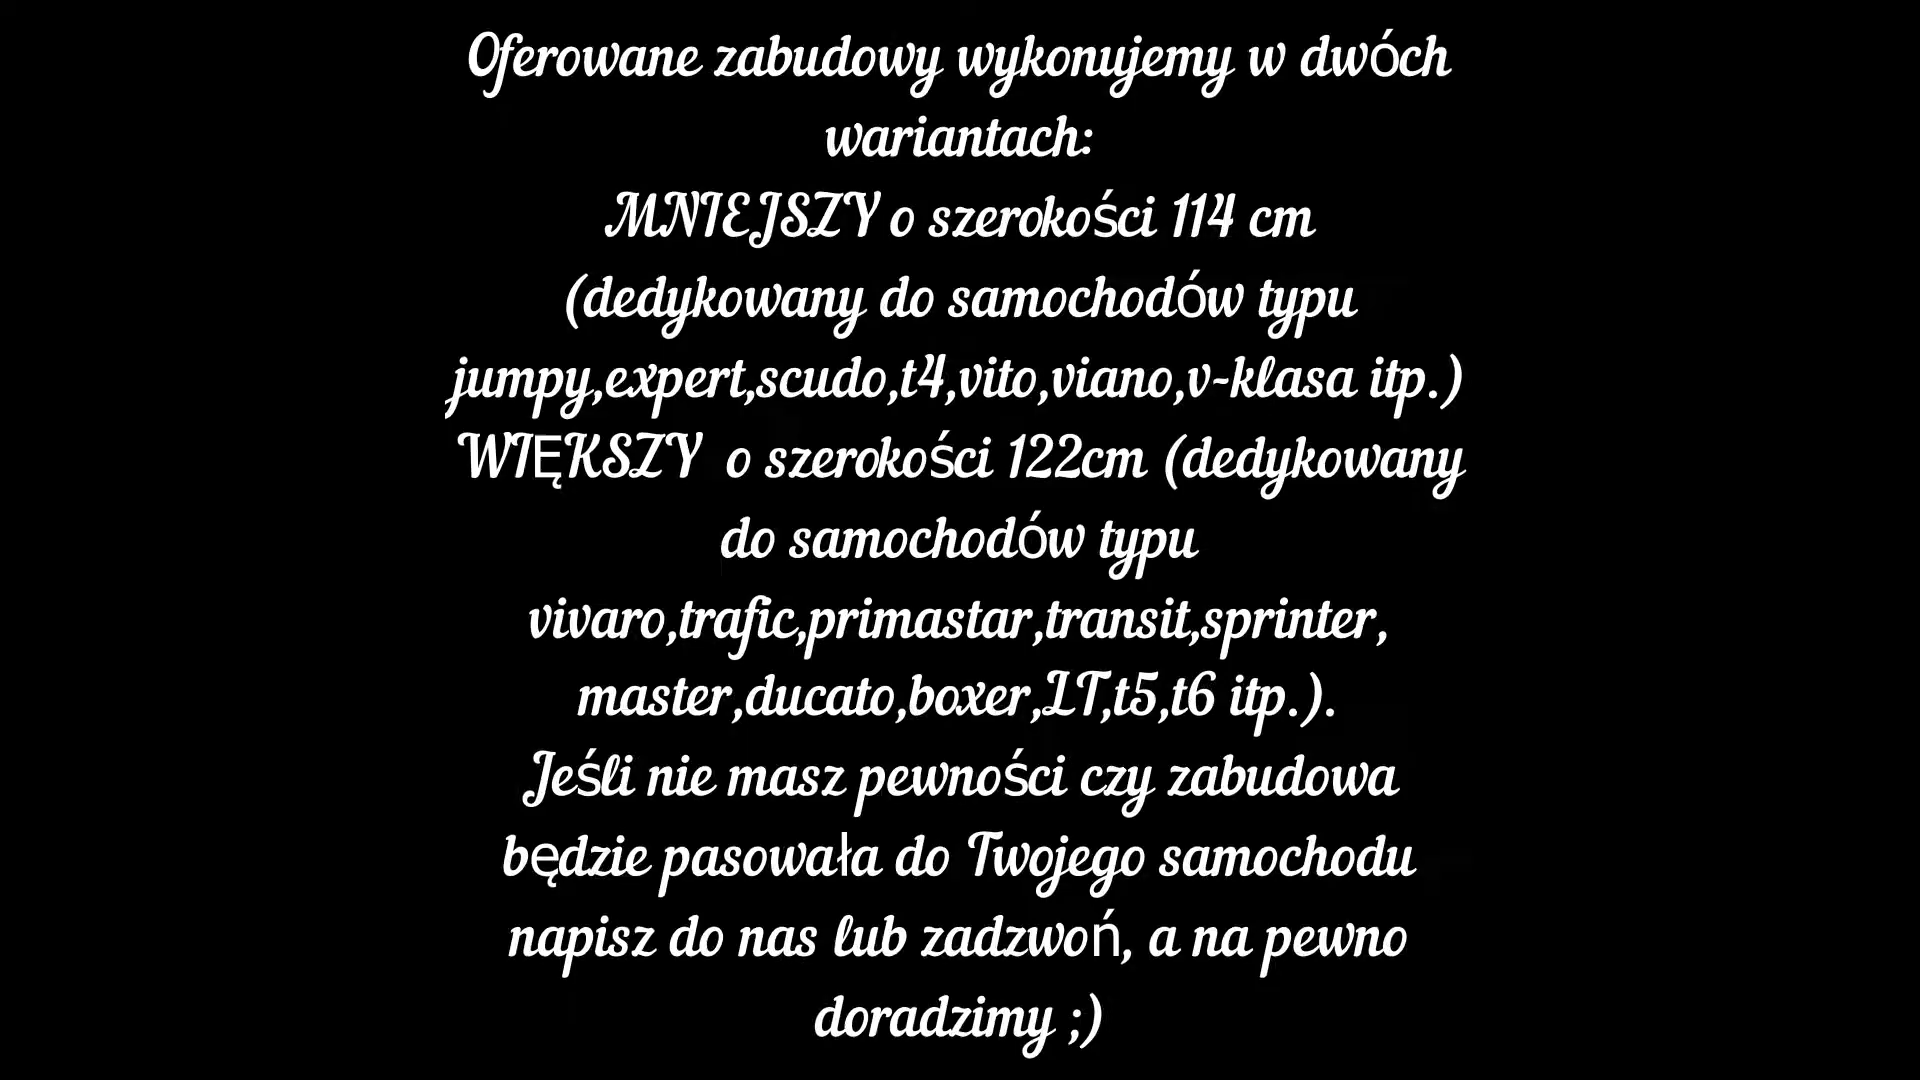 Oferowane zabudowy wykonujemy w dwóch
wariantach:
MNIEJSZY o szerokości 114 cm
(dedykowany do samochodów typu
jumpy,expert,scudo,t4,vito,viano,v-klasa itp.)
WIĘKSZY  o szerokości 122cm (dedykowany
do samochodów typu
vivaro,trafic,primastar,transit,sprinter,
master,ducato,boxer,LT,t5,t6 itp.).
Jeśli nie masz pewności czy zabudowa
będzie pasowała do Twojego samochodu
napisz do nas lub zadzwoń, a na pewno
doradzimy ;)